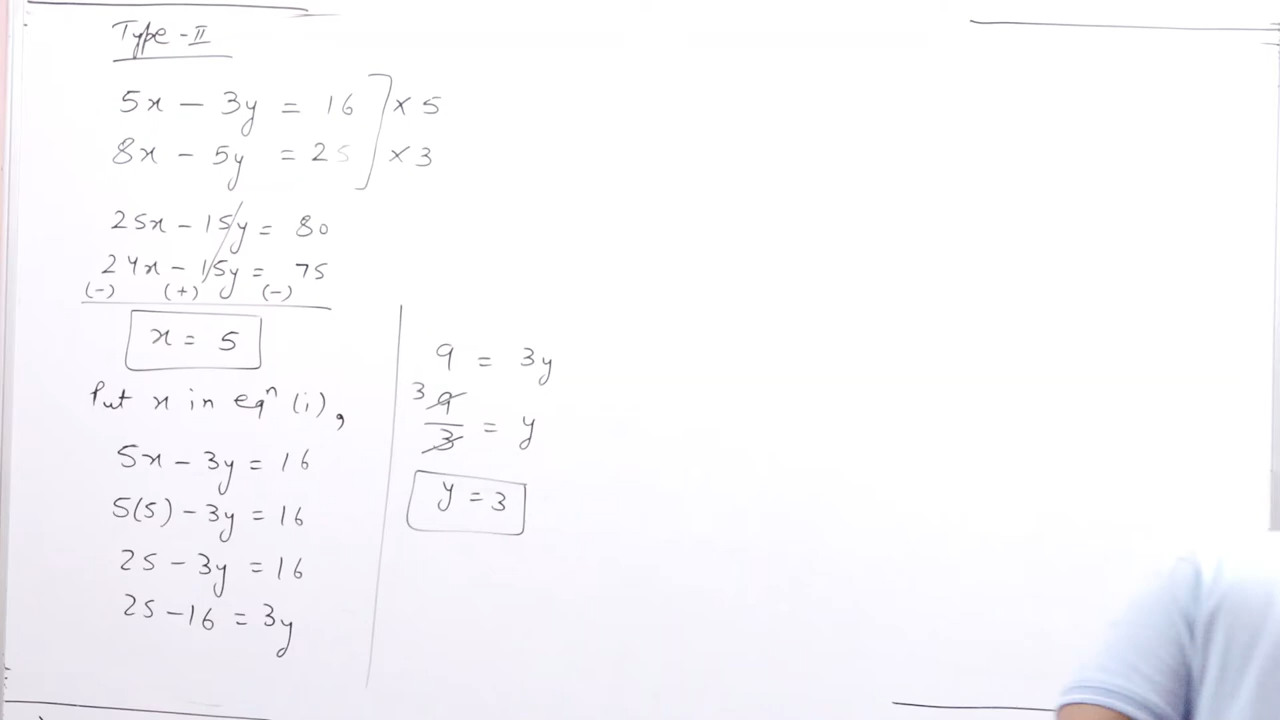 Type - II
5x - 3y = 16 ] × 5
8x - 5y = 25 ] × 3
25x - 15y = 80
24x - 15y = 75
(-) (+) (-)
x = 5
Put x in eqⁿ (i),
5x - 3y = 16
5(5) - 3y = 16
25 - 3y = 16
25 - 16 = 3y
9 = 3y
3
9/3 = y
y = 3